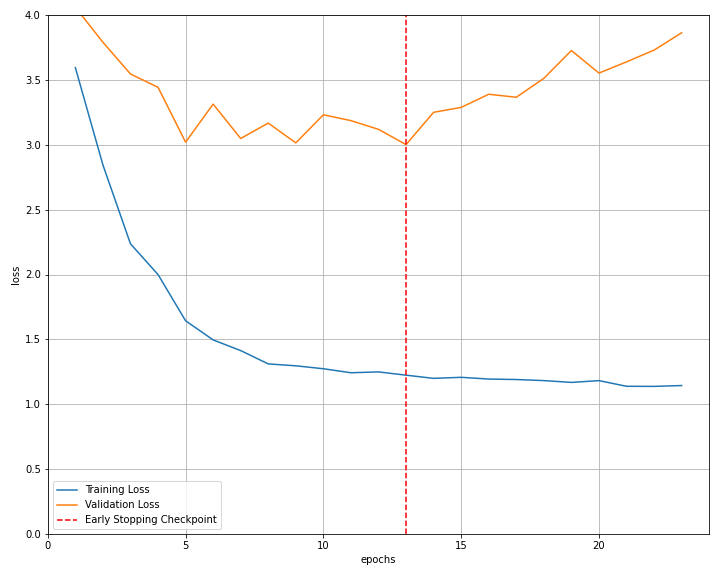 4.0
3.5
3.0
2.5
2.0
1.5
1.0
0.5
0.0
loss
Training Loss
Validation Loss
Early Stopping Checkpoint
0 5 10 15 20
epochs